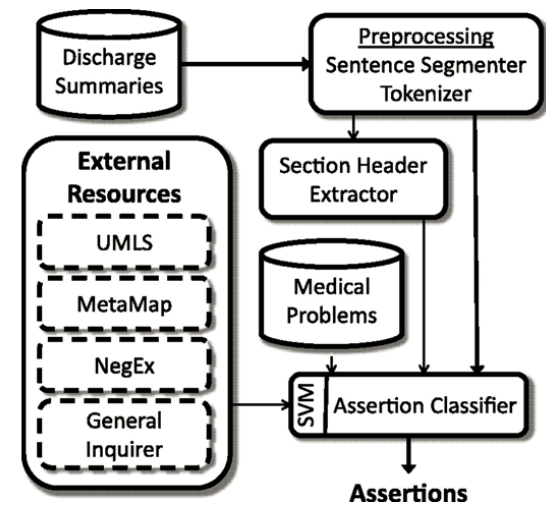 Discharge
Summaries
Preprocessing
Sentence Segmenter
Tokenizer
External
Resources
UMLS
MetaMap
NegEx
General
Inquirer
Section Header
Extractor
Medical
Problems
SVM
Assertion Classifier
Assertions